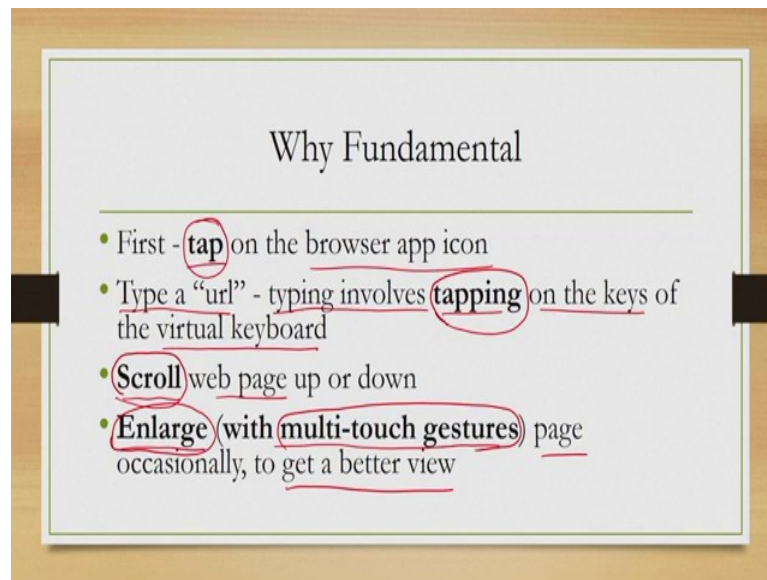 Why Fundamental
• First - tap on the browser app icon
• Type a “url” - typing involves tapping on the keys of
the virtual keyboard
• Scroll web page up or down
• Enlarge (with multi-touch gestures) page
occasionally, to get a better view